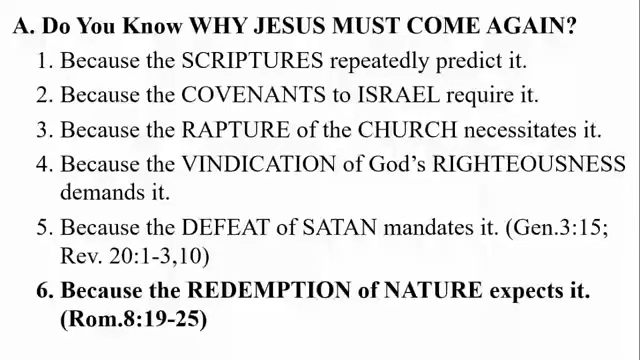 A. Do You Know WHY JESUS MUST COME AGAIN?
1. Because the SCRIPTURES repeatedly predict it.
2. Because the COVENANTS to ISRAEL require it.
3. Because the RAPTURE of the CHURCH necessitates it.
4. Because the VINDICATION of God’s RIGHTEOUSNESS
demands it.
5. Because the DEFEAT of SATAN mandates it. (Gen.3:15;
Rev. 20:1-3,10)
6. Because the REDEMPTION of NATURE expects it.
(Rom.8:19-25)